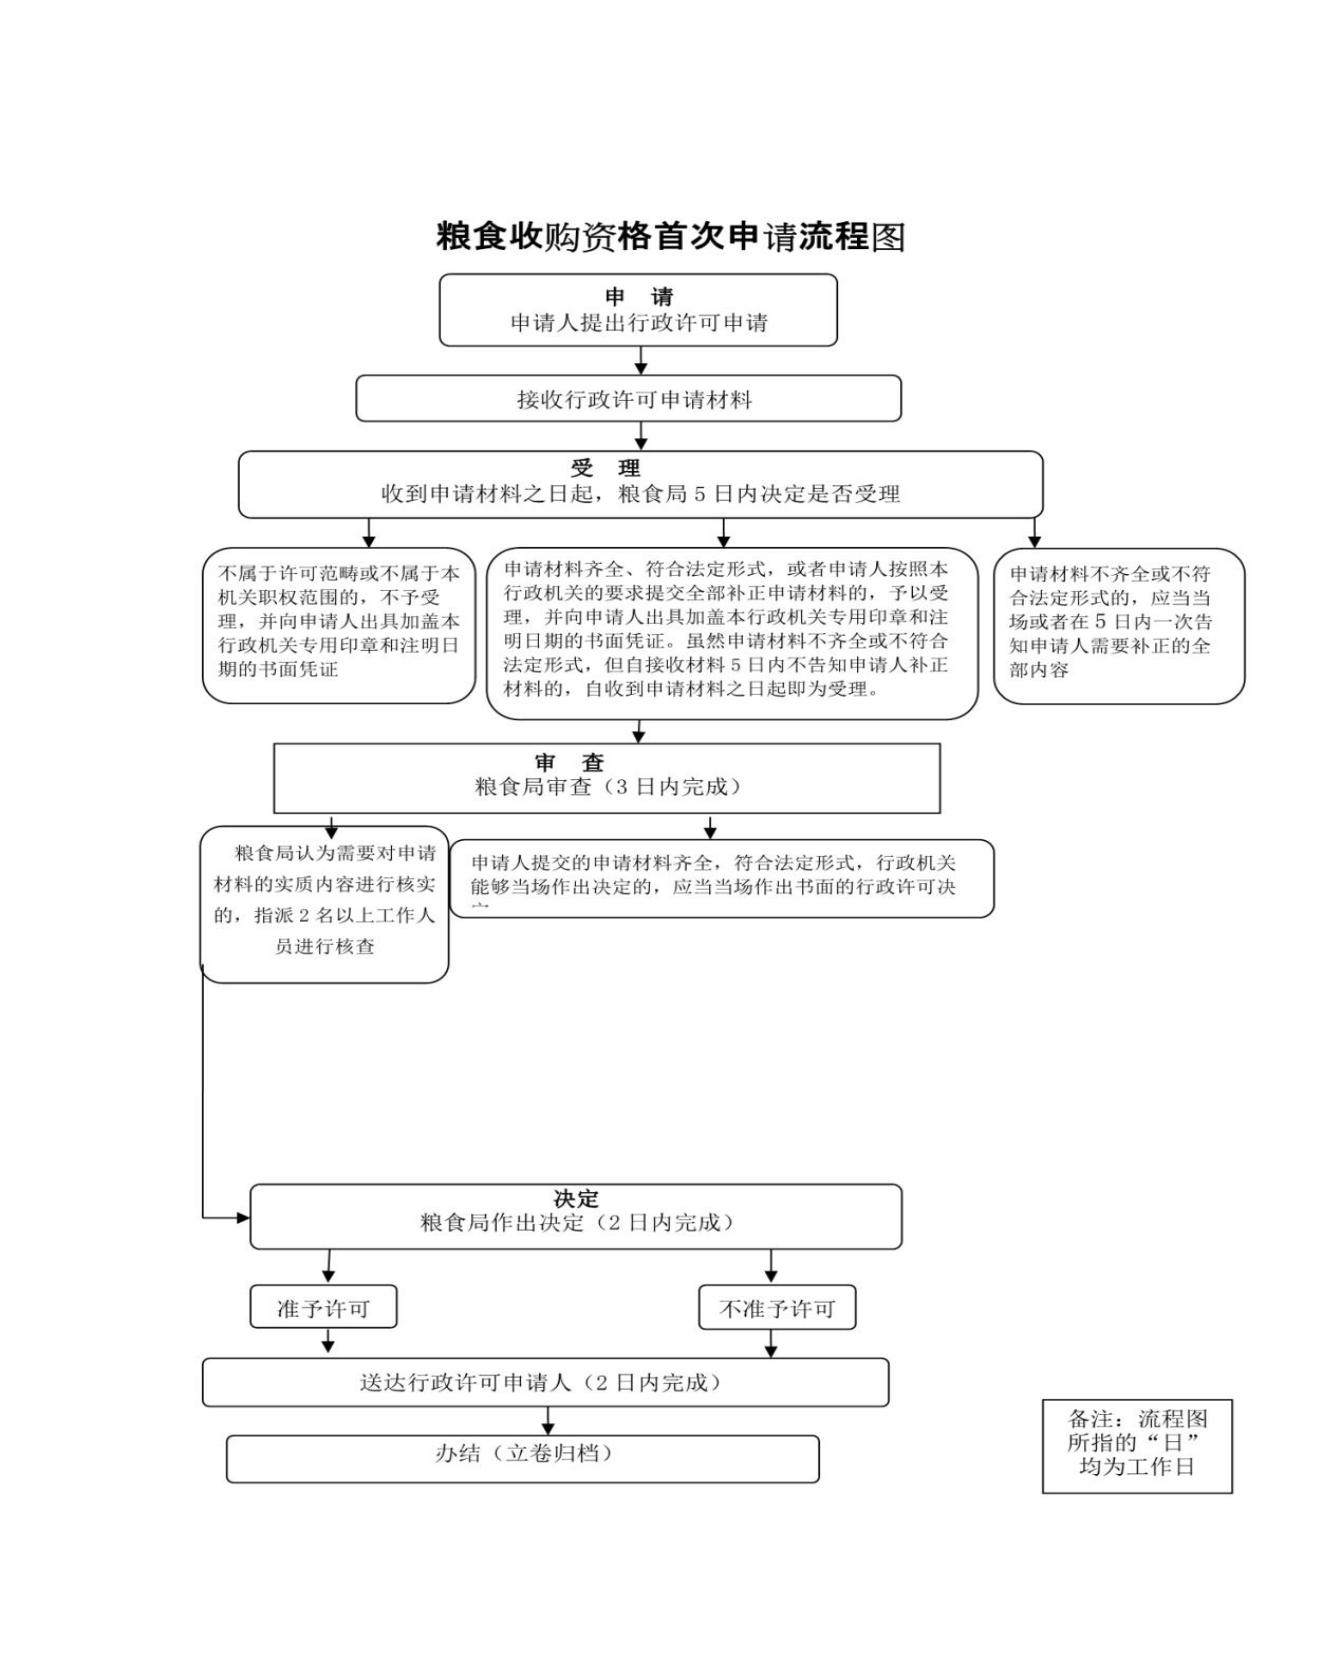 粮食收购资格首次申请流程图
申 请
申请人提出行政许可申请
接收行政许可申请材料
受 理
收到申请材料之日起，粮食局 5 日内决定是否受理
不属于许可范畴或不属于本
机关职权范围的，不予受
理，并向申请人出具加盖本
行政机关专用印章和注明日
期的书面凭证
申请材料齐全、符合法定形式，或者申请人按照本
行政机关的要求提交全部补正申请材料的，予以受
理，并向申请人出具加盖本行政机关专用印章和注
明日期的书面凭证。虽然申请材料不齐全或不符合
法定形式，但自接收材料 5 日内不告知申请人补正
材料的，自收到申请材料之日起即为受理。
申请材料不齐全或不符
合法定形式的，应当当
场或者在 5 日内一次告
知申请人需要补正的全
部内容
审 查
粮食局审查（3 日内完成）
粮食局认为需要对申请
材料的实质内容进行核实
的，指派 2 名以上工作人
员进行核查
申请人提交的申请材料齐全，符合法定形式，行政机关
能够当场作出决定的，应当当场作出书面的行政许可决
决定
粮食局作出决定（2 日内完成）
准予许可
不准予许可
送达行政许可申请人（2 日内完成）
办结（立卷归档）
备注：流程图
所指的“日”
均为工作日